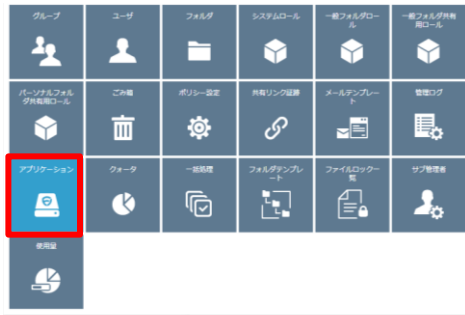 グループ
ユーザ
フォルダ
システムロール
一般フォルダロー
ル
一般フォルダ共有
用ロール
パーソナルフォル
ダ共有用ロール
ごみ箱
ポリシー設定
共有リンク証跡
メールテンプレー
ト
管理ログ
アプリケーション
クォータ
一括処理
フォルダテンプレ
ート
ファイルロック一
覧
サブ管理者
使用量